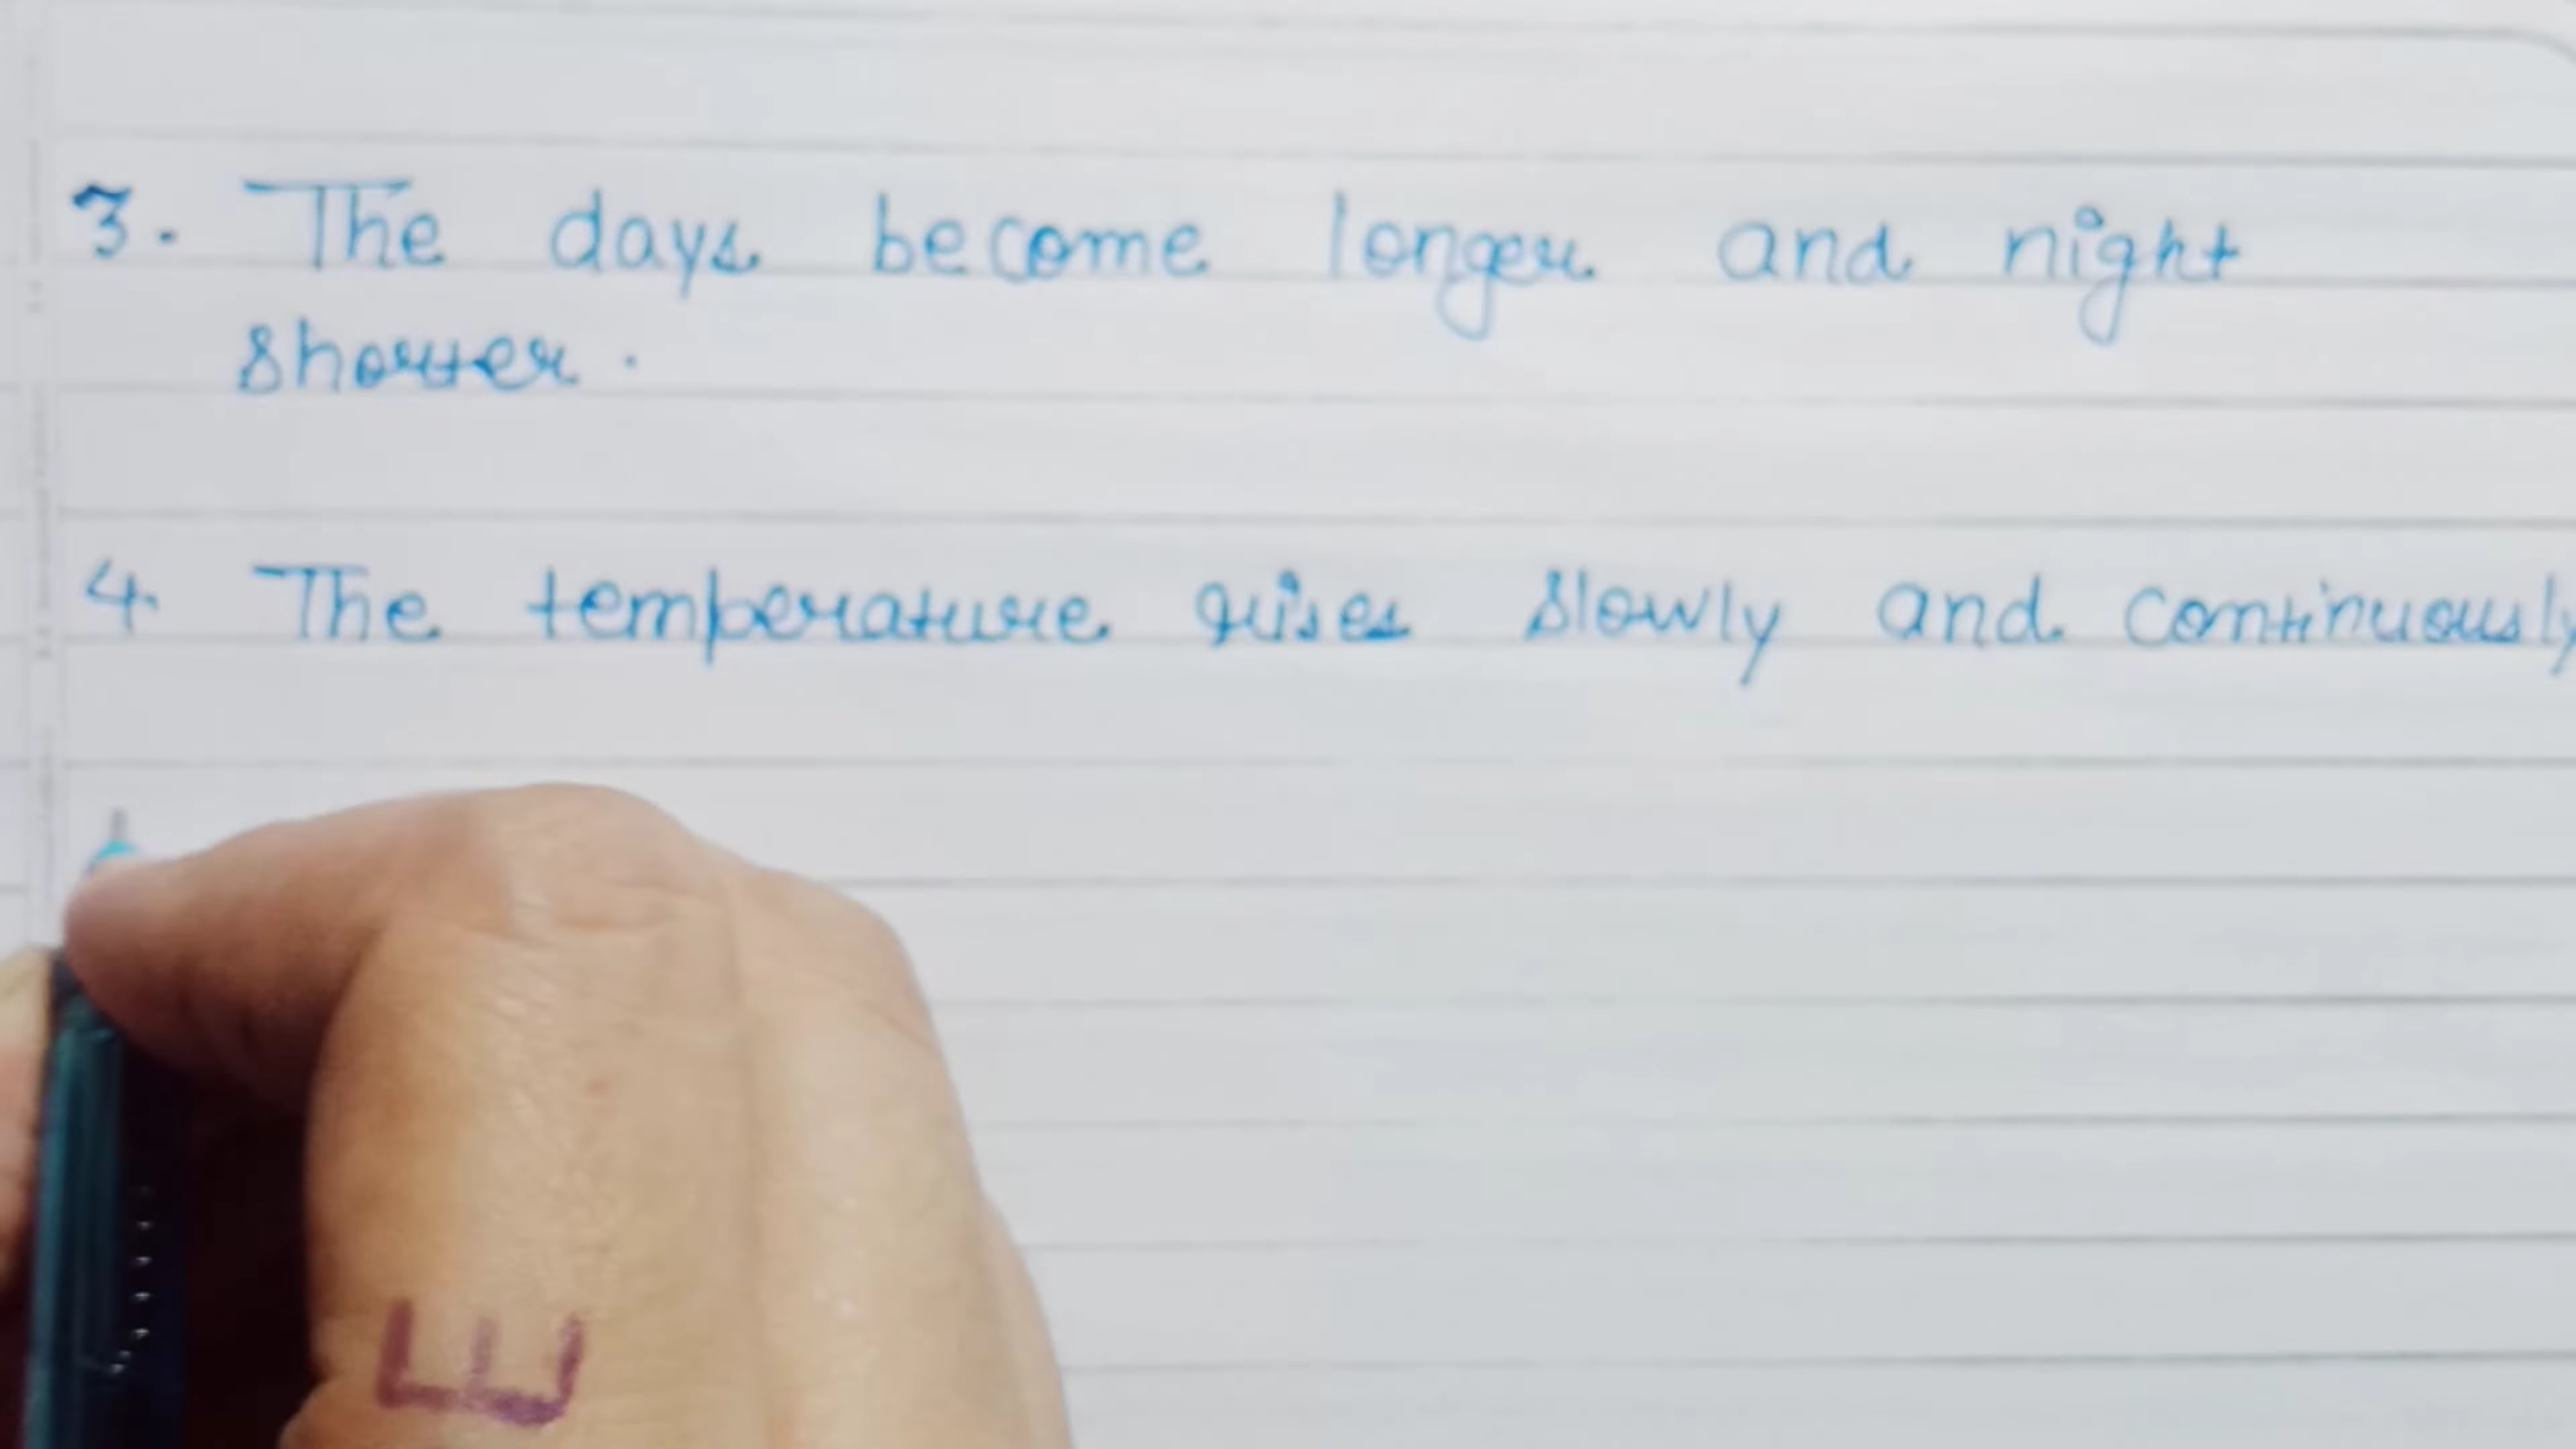 3. The days become longer and night
shorter.
4. The temperature rises slowly and continuously
E